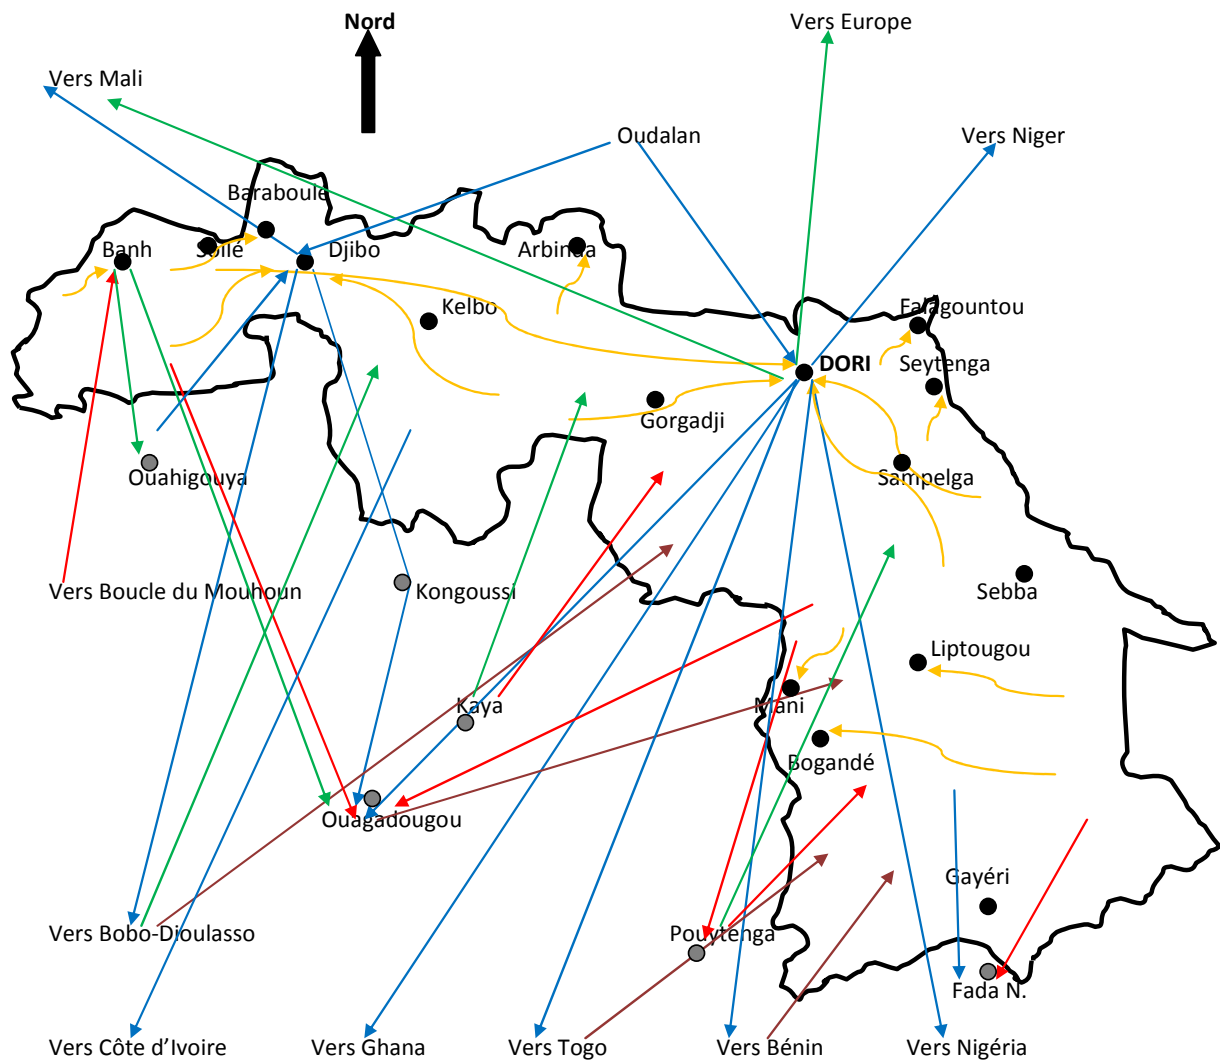 Nord
Vers Europe
Vers Mali
Oudalan
Vers Niger
Baraboulé
Banh
Sollé
Djibo
Arbinda
Falagountou
Kelbo
DORI
Seytenga
Gorgadji
Ouahigouya
Sampelga
Vers Boucle du Mouhoun
Kongoussi
Sebba
Liptougou
Kaya
Mani
Bogandé
Ouagadougou
Gayéri
Vers Bobo-Dioulasso
Pouytenga
Fada N.
Vers Côte d'Ivoire
Vers Ghana
Vers Togo
Vers Bénin
Vers Nigéria